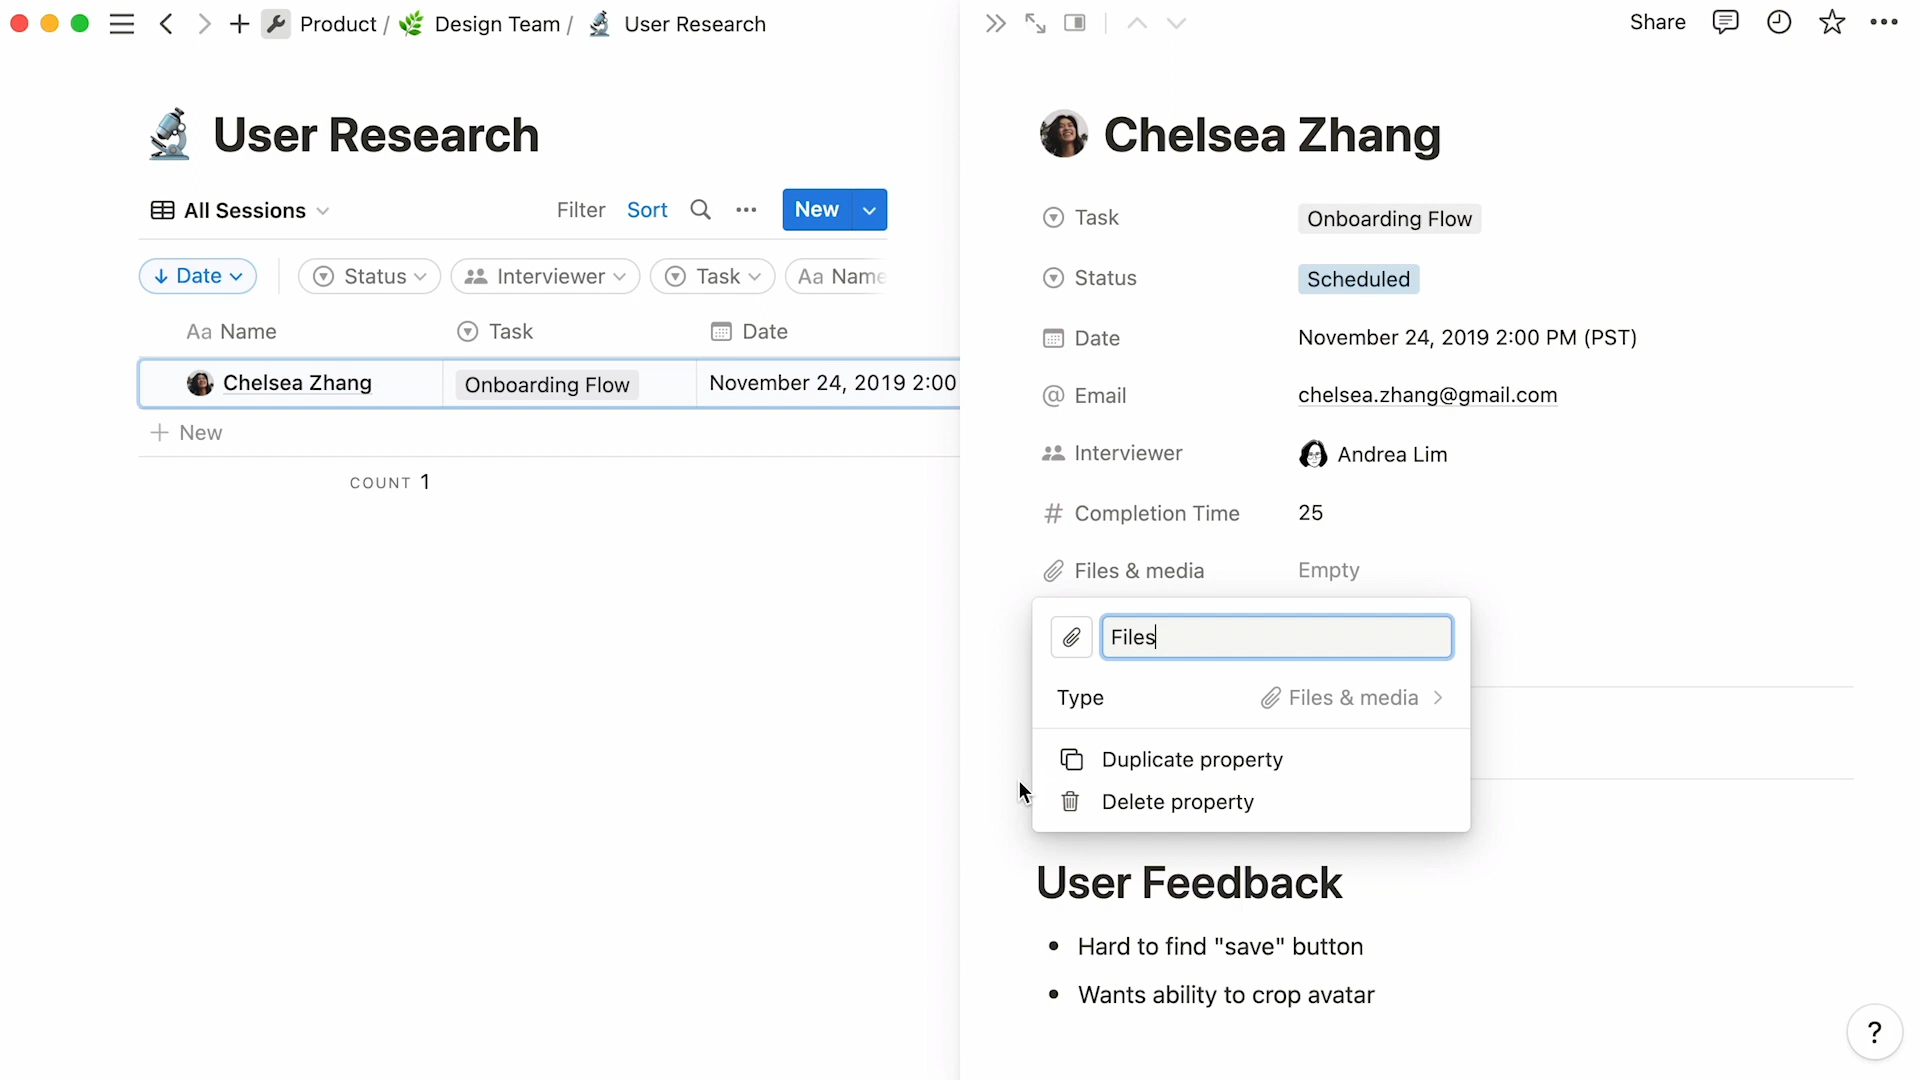 Product / Design Team / User Research
Share
User Research
All Sessions
Filter
Sort
New
Date
Status
Interviewer
Task
Aa Name
Aa Name
Task
Date
Chelsea Zhang
Onboarding Flow
November 24, 2019 2:00
New
COUNT 1
Chelsea Zhang
Task Onboarding Flow
Status Scheduled
Date November 24, 2019 2:00 PM (PST)
@ Email chelsea.zhang@gmail.com
Interviewer Andrea Lim
# Completion Time 25
Files & media Empty
Files
Type Files & media
Duplicate property
Delete property
User Feedback
• Hard to find "save" button
• Wants ability to crop avatar
?